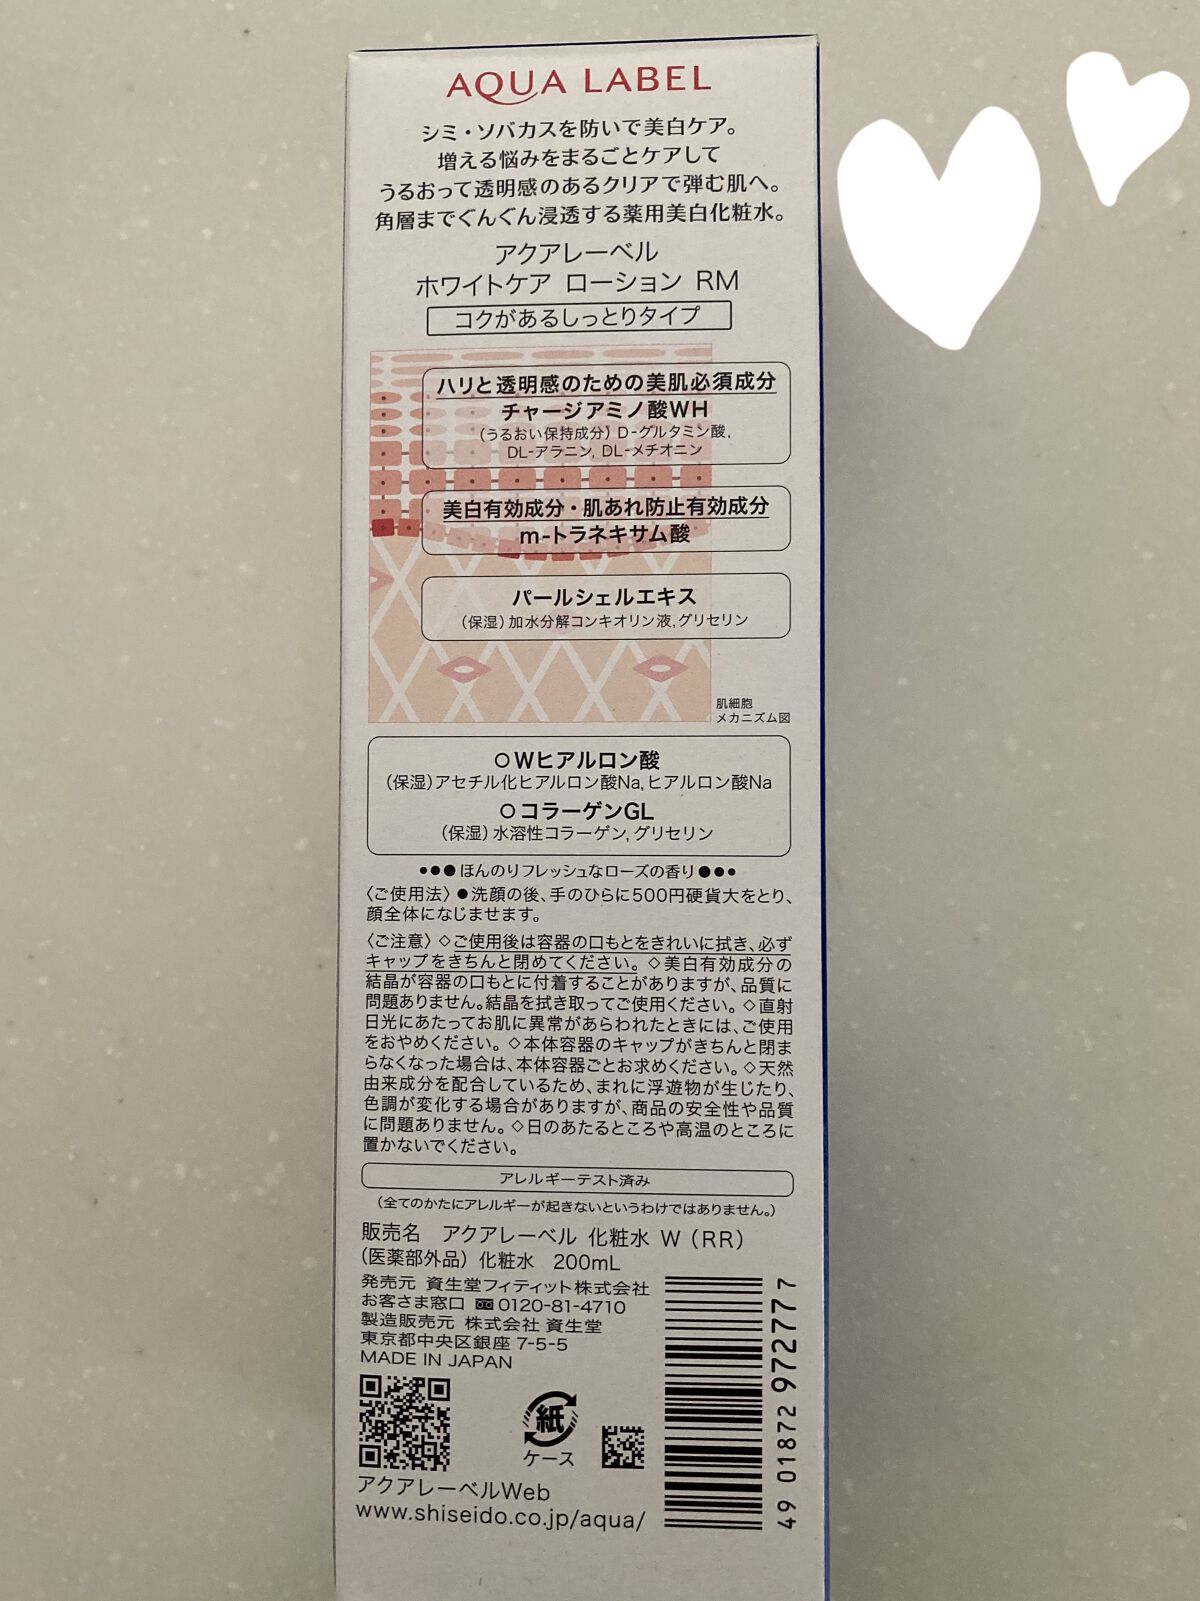 AQUA LABEL
シミ・ソバカスを防いで美白ケア。
増える悩みをまるごとケアして
うるおって透明感のあるクリアで弾む肌へ。
角層までぐんぐん浸透する薬用美白化粧水。
アクアレーベル
ホワイトケア ローション RM
コクがあるしっとりタイプ
ハリと透明感のための美肌必須成分
チャージアミノ酸WH
(うるおい保持成分) D-グルタミン酸,
DL-アラニン, DL-メチオニン
美白有効成分・肌あれ防止有効成分
m-トラネキサム酸
パールシェルエキス
(保湿) 加水分解コンキオリン液,グリセリン
肌細胞
メカニズム図
○Wヒアルロン酸
(保湿)アセチル化ヒアルロン酸Na,ヒアルロン酸Na
○コラーゲンGL
(保湿) 水溶性コラーゲン,グリセリン
●●●ほんのりフレッシュなローズの香り●●●
〈ご使用法〉●洗顔の後、手のひらに500円硬貨大をとり、
顔全体になじませます。
〈ご注意〉◇ご使用後は容器の口もとをきれいに拭き、必ず
キャップをきちんと閉めてください。◇美白有効成分の
結晶が容器の口もとに付着することがありますが、品質に
問題ありません。結晶を拭き取ってご使用ください。◇直射
日光にあたってお肌に異常があらわれたときには、ご使用
をおやめください。◇本体容器のキャップがきちんと閉ま
らなくなった場合は、本体容器ごとお求めください。◇天然
由来成分を配合しているため、まれに浮遊物が生じたり、
色調が変化する場合がありますが、商品の安全性や品質
に問題ありません。◇日のあたるところや高温のところに
置かないでください。
アレルギーテスト済み
(全てのかたにアレルギーが起きないというわけではありません。)
販売名 アクアレーベル 化粧水 W (RR)
(医薬部外品) 化粧水 200mL
発売元 資生堂フィティット株式会社
お客さま窓口 0120-81-4710
製造販売元 株式会社 資生堂
東京都中央区銀座 7-5-5
MADE IN JAPAN
紙
ケース
アクアレーベルWeb
www.shiseido.co.jp/aqua/
49 01872 972777